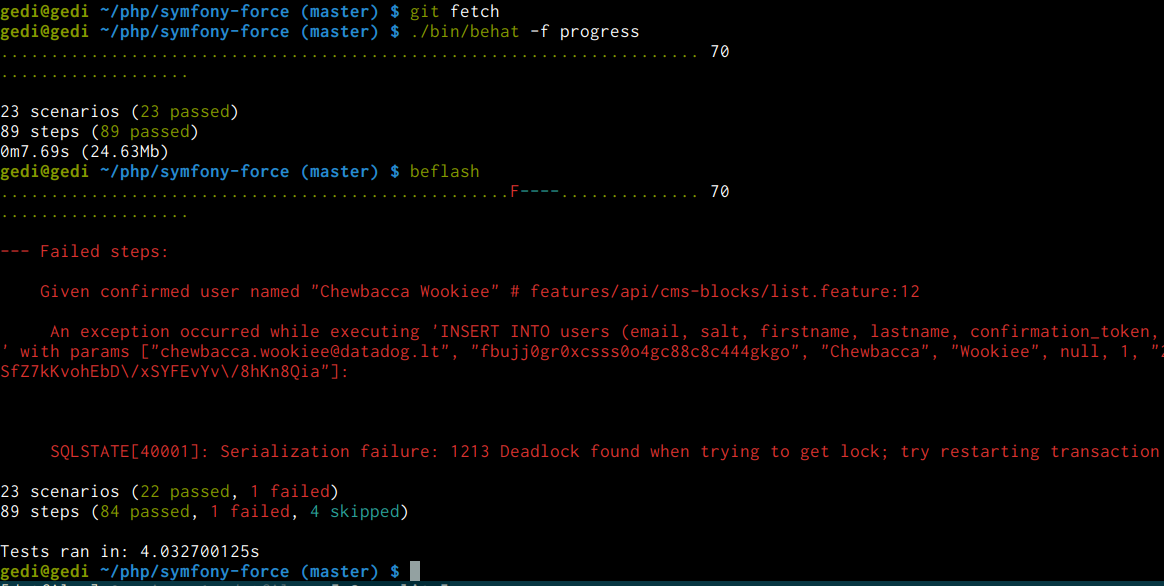 gedi@gedi ~/php/symfony-force (master) $ git fetch
gedi@gedi ~/php/symfony-force (master) $ ./bin/behat -f progress
...................................................................... 70
...................

23 scenarios (23 passed)
89 steps (89 passed)
0m7.69s (24.63Mb)
gedi@gedi ~/php/symfony-force (master) $ beflash
...................................................F----.............. 70
...................

--- Failed steps:

    Given confirmed user named "Chewbacca Wookiee" # features/api/cms-blocks/list.feature:12

     An exception occurred while executing 'INSERT INTO users (email, salt, firstname, lastname, confirmation_token,
' with params ["chewbacca.wookiee@datadog.lt", "fbujj0gr0xcsss0o4gc88c8c444gkgo", "Chewbacca", "Wookiee", null, 1, "2
SfZ7kKvohEbD\/xSYFEvYv\/8hKn8Qia"]:

     SQLSTATE[40001]: Serialization failure: 1213 Deadlock found when trying to get lock; try restarting transaction

23 scenarios (22 passed, 1 failed)
89 steps (84 passed, 1 failed, 4 skipped)

Tests ran in: 4.032700125s
gedi@gedi ~/php/symfony-force (master) $